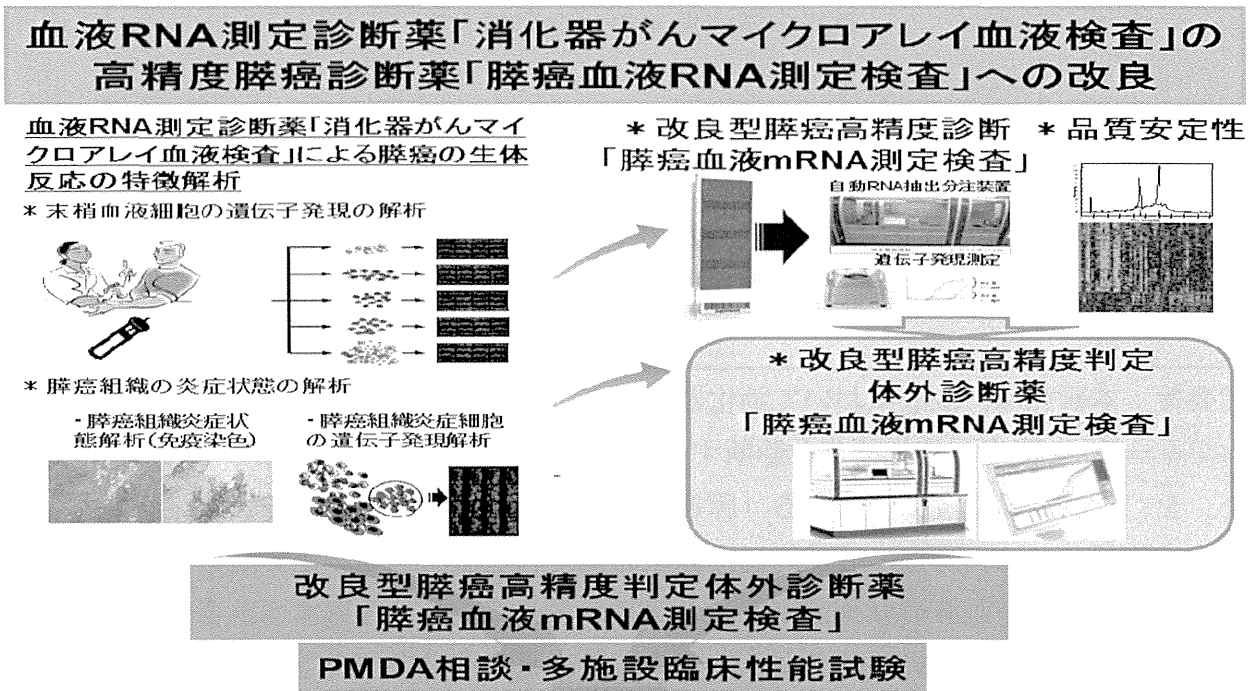 血液RNA測定診断薬「消化器がんマイクロアレイ血液検査」の
高精度膵癌診断薬「膵癌血液RNA測定検査」への改良
血液RNA測定診断薬「消化器がんマイ
クロアレイ血液検査」による膵癌の生体
反応の特徴解析
* 末梢血液細胞の遺伝子発現の解析
* 膵癌組織の炎症状態の解析
・膵癌組織炎症状
態解析(免疫染色)
・膵癌組織炎症細胞
の遺伝子発現解析
* 改良型膵癌高精度診断
「膵癌血液mRNA測定検査」
* 品質安定性
自動RNA抽出分注装置
遺伝子発現測定
* 改良型膵癌高精度判定
体外診断薬
「膵癌血液mRNA測定検査」
改良型膵癌高精度判定体外診断薬
「膵癌血液mRNA測定検査」
PMDA相談・多施設臨床性能試験